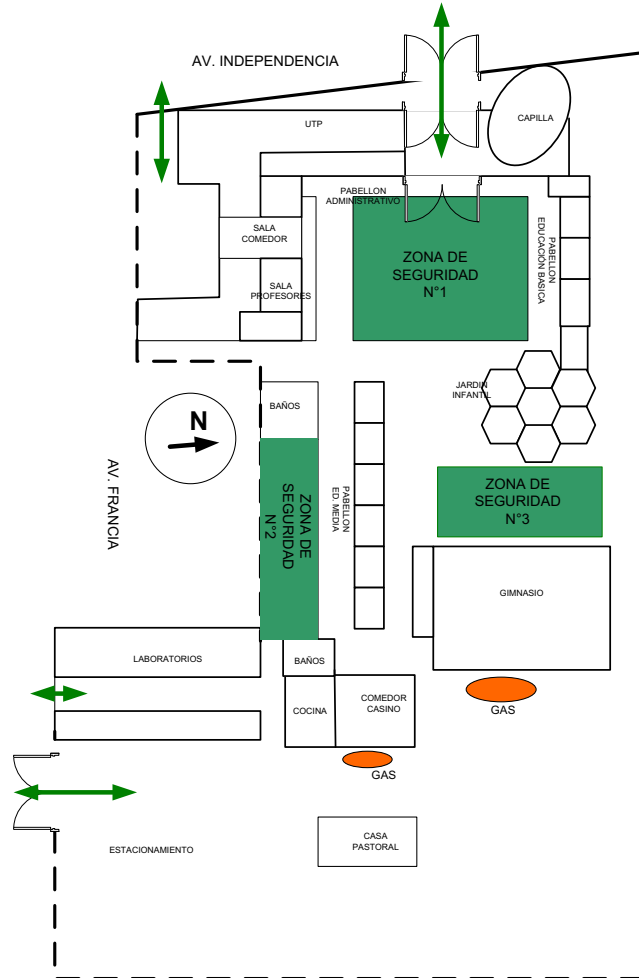 AV. INDEPENDENCIA
UTP
CAPILLA
PABELLON
ADMINISTRATIVO
SALA
COMEDOR
ZONA DE
SEGURIDAD
N°1
PABELLON
EDUCACIÓN BASICA
SALA
PROFESORES
JARDIN
INFANTIL
BAÑOS
N
AV. FRANCIA
ZONA DE
SEGURIDAD
N°2
PABELLON
ED. MEDIA
ZONA DE
SEGURIDAD
N°3
GIMNASIO
LABORATORIOS
BAÑOS
COCINA
COMEDOR
CASINO
GAS
GAS
CASA
PASTORAL
ESTACIONAMIENTO